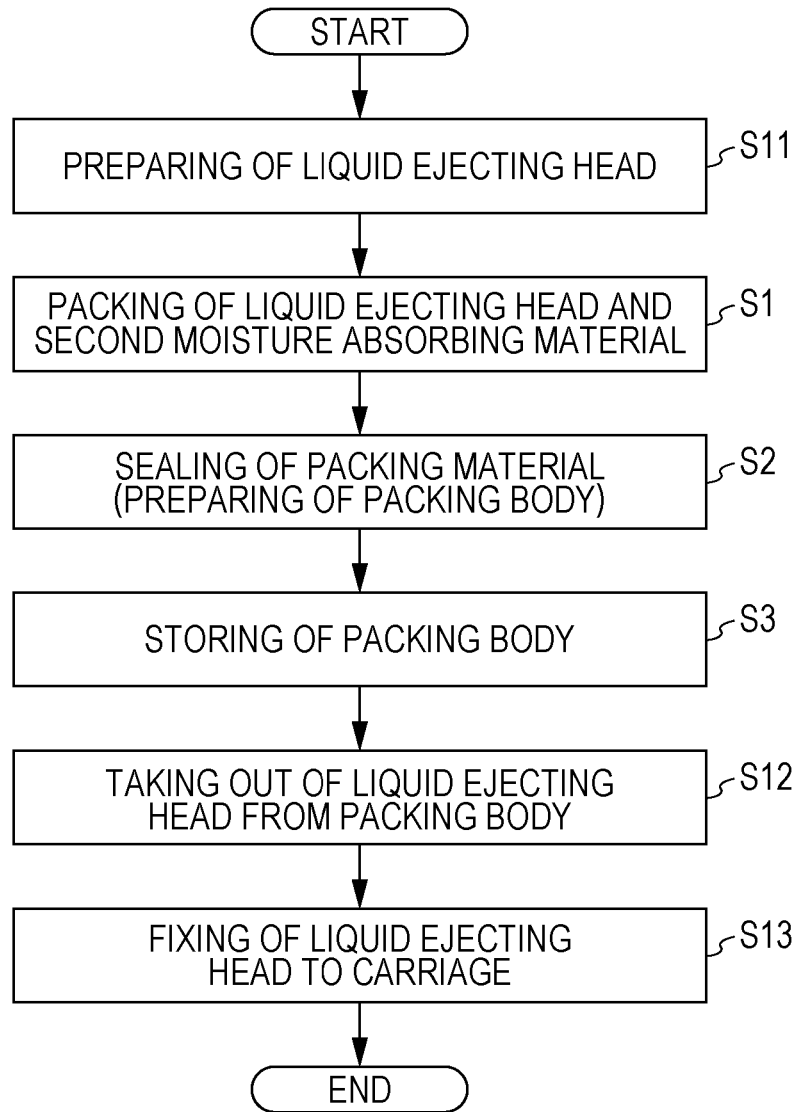 START
PREPARING OF LIQUID EJECTING HEAD
S11
PACKING OF LIQUID EJECTING HEAD AND
SECOND MOISTURE ABSORBING MATERIAL
S1
SEALING OF PACKING MATERIAL
(PREPARING OF PACKING BODY)
S2
STORING OF PACKING BODY
S3
TAKING OUT OF LIQUID EJECTING
HEAD FROM PACKING BODY
S12
FIXING OF LIQUID EJECTING
HEAD TO CARRIAGE
S13
END